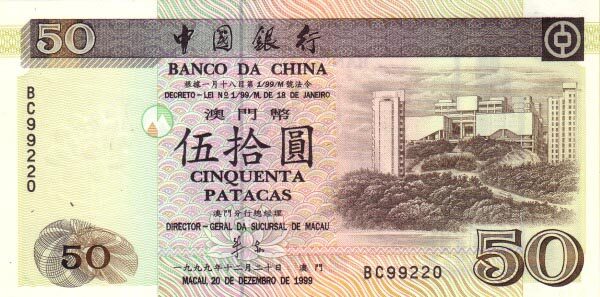 50 中國銀行
BANCO DA CHINA
根據一月十八日第1/99/M號法令
DECRETO-LEI Nº 1/99/M, DE 18 DE JANEIRO
BC99220
澳門幣
伍拾圓
CINQUENTA
PATACAS
澳門分行總經理
DIRECTOR-GERAL DA SUCURSAL DE MACAU
50
一九九九年十二月二十日 澳門
MACAU, 20 DE DEZEMBRO DE 1999
BC99220
50